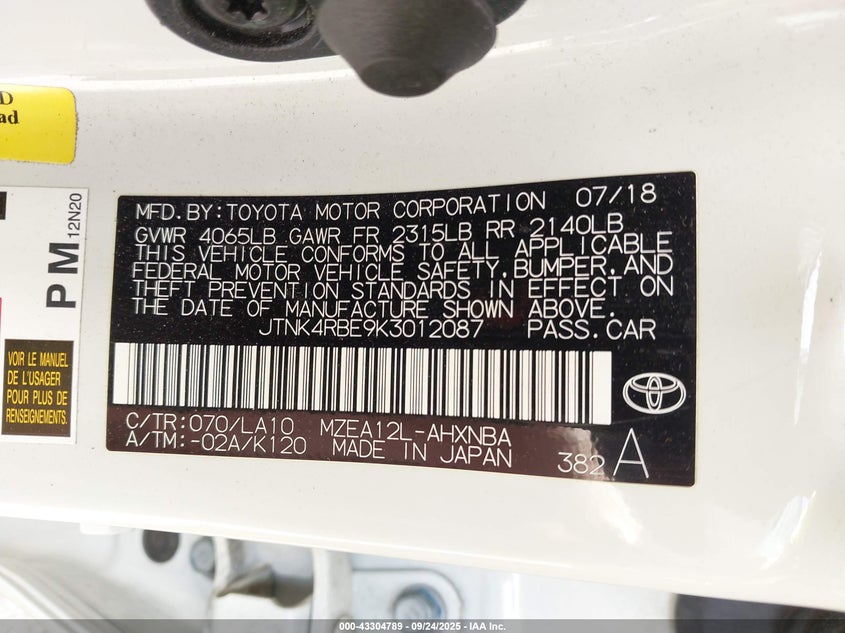 D
ad
PM 12N20
VOIR LE MANUEL
DE L'USAGER
POUR PLUS DE
RENSEIGNEMENTS.
MFD.BY:TOYOTA MOTOR CORPORATION 07/18
GVWR 4065LB GAWR FR 2315LB RR 2140LB
THIS VEHICLE CONFORMS TO ALL APPLICABLE
FEDERAL MOTOR VEHICLE SAFETY,BUMPER,AND
THEFT PREVENTION STANDARDS IN EFFECT ON
THE DATE OF MANUFACTURE SHOWN ABOVE.
JTNK4RBE9K3012087 PASS.CAR
C/TR:070/LA10 MZEA12L-AHXNBA
A/TM:-02A/K120 MADE IN JAPAN 382 A
000-43304789 - 09/24/2025 - IAA Inc.